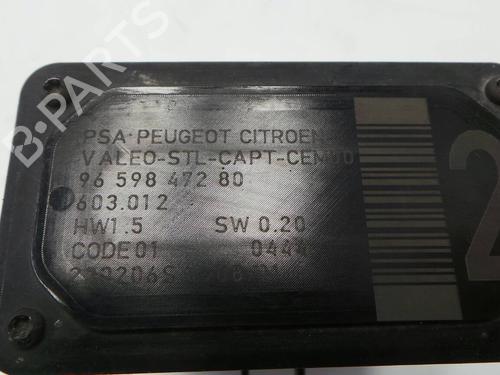 B-PARTS
PSA PEUGEOT CITROEN
VALEO-STL-CAPT-CEMV0
96 598 472 80
603.012
HW1.5 SW 0.20
CODE01
2